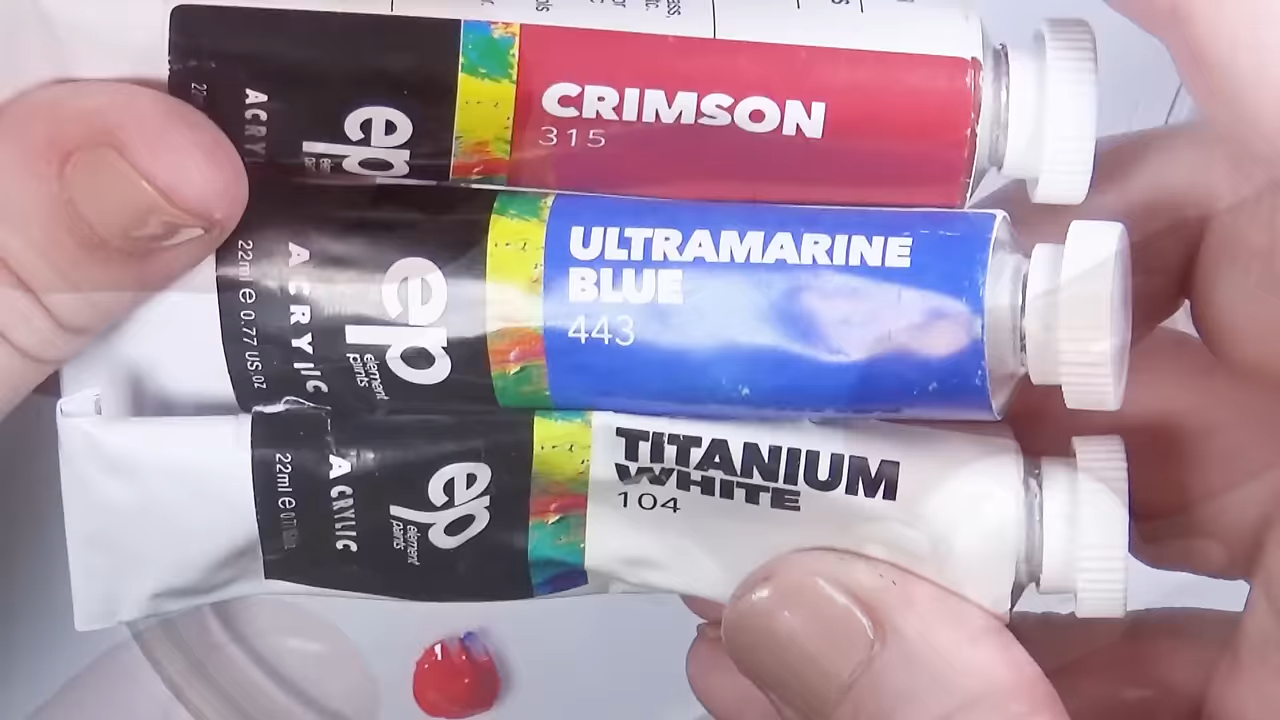 ACRY
ep
CRIMSON
315
22ml e 0.77 US.OZ
ACRYLIC
ep
element
paints
ULTRAMARINE
BLUE
443
22ml e
ACRYLIC
ep
element
paints
TITANIUM
WHITE
104